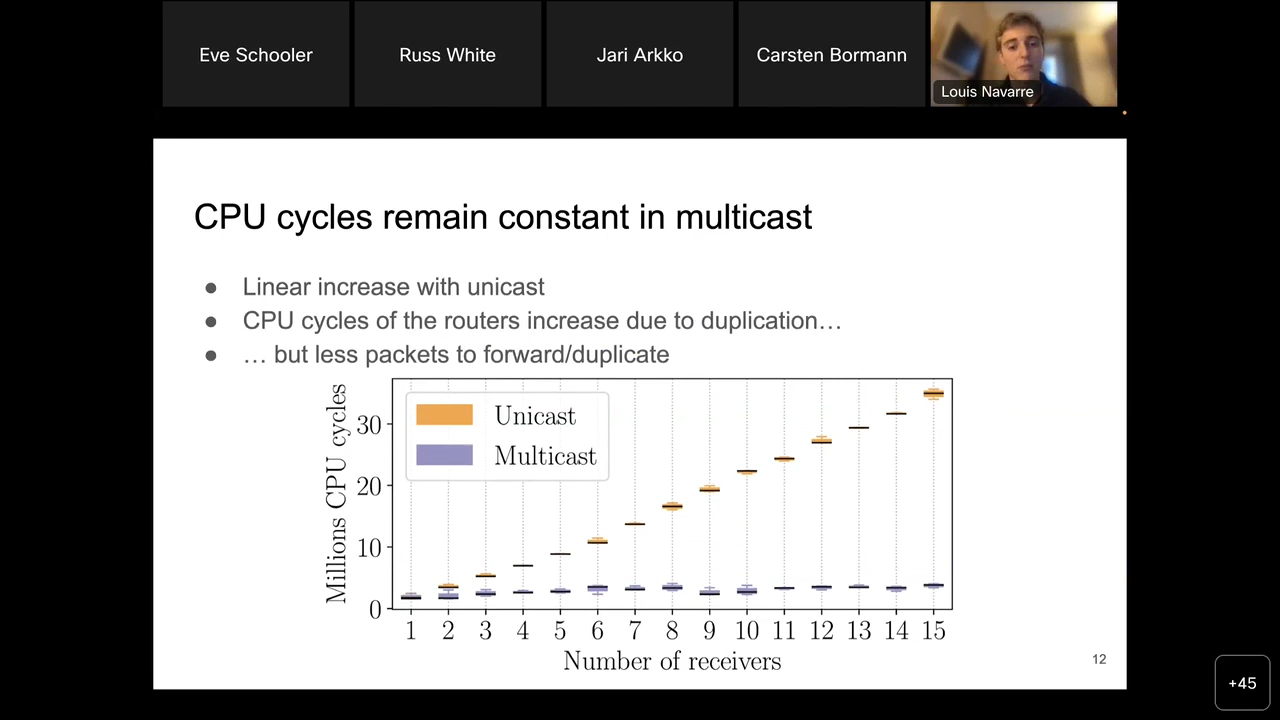 Eve Schooler
Russ White
Jari Arkko
Carsten Bormann
Louis Navarre
CPU cycles remain constant in multicast
● Linear increase with unicast
● CPU cycles of the routers increase due to duplication…
● … but less packets to forward/duplicate
Millions CPU cycles
30
20
10
0
Unicast
Multicast
1 2 3 4 5 6 7 8 9 10 11 12 13 14 15
Number of receivers
12
+45